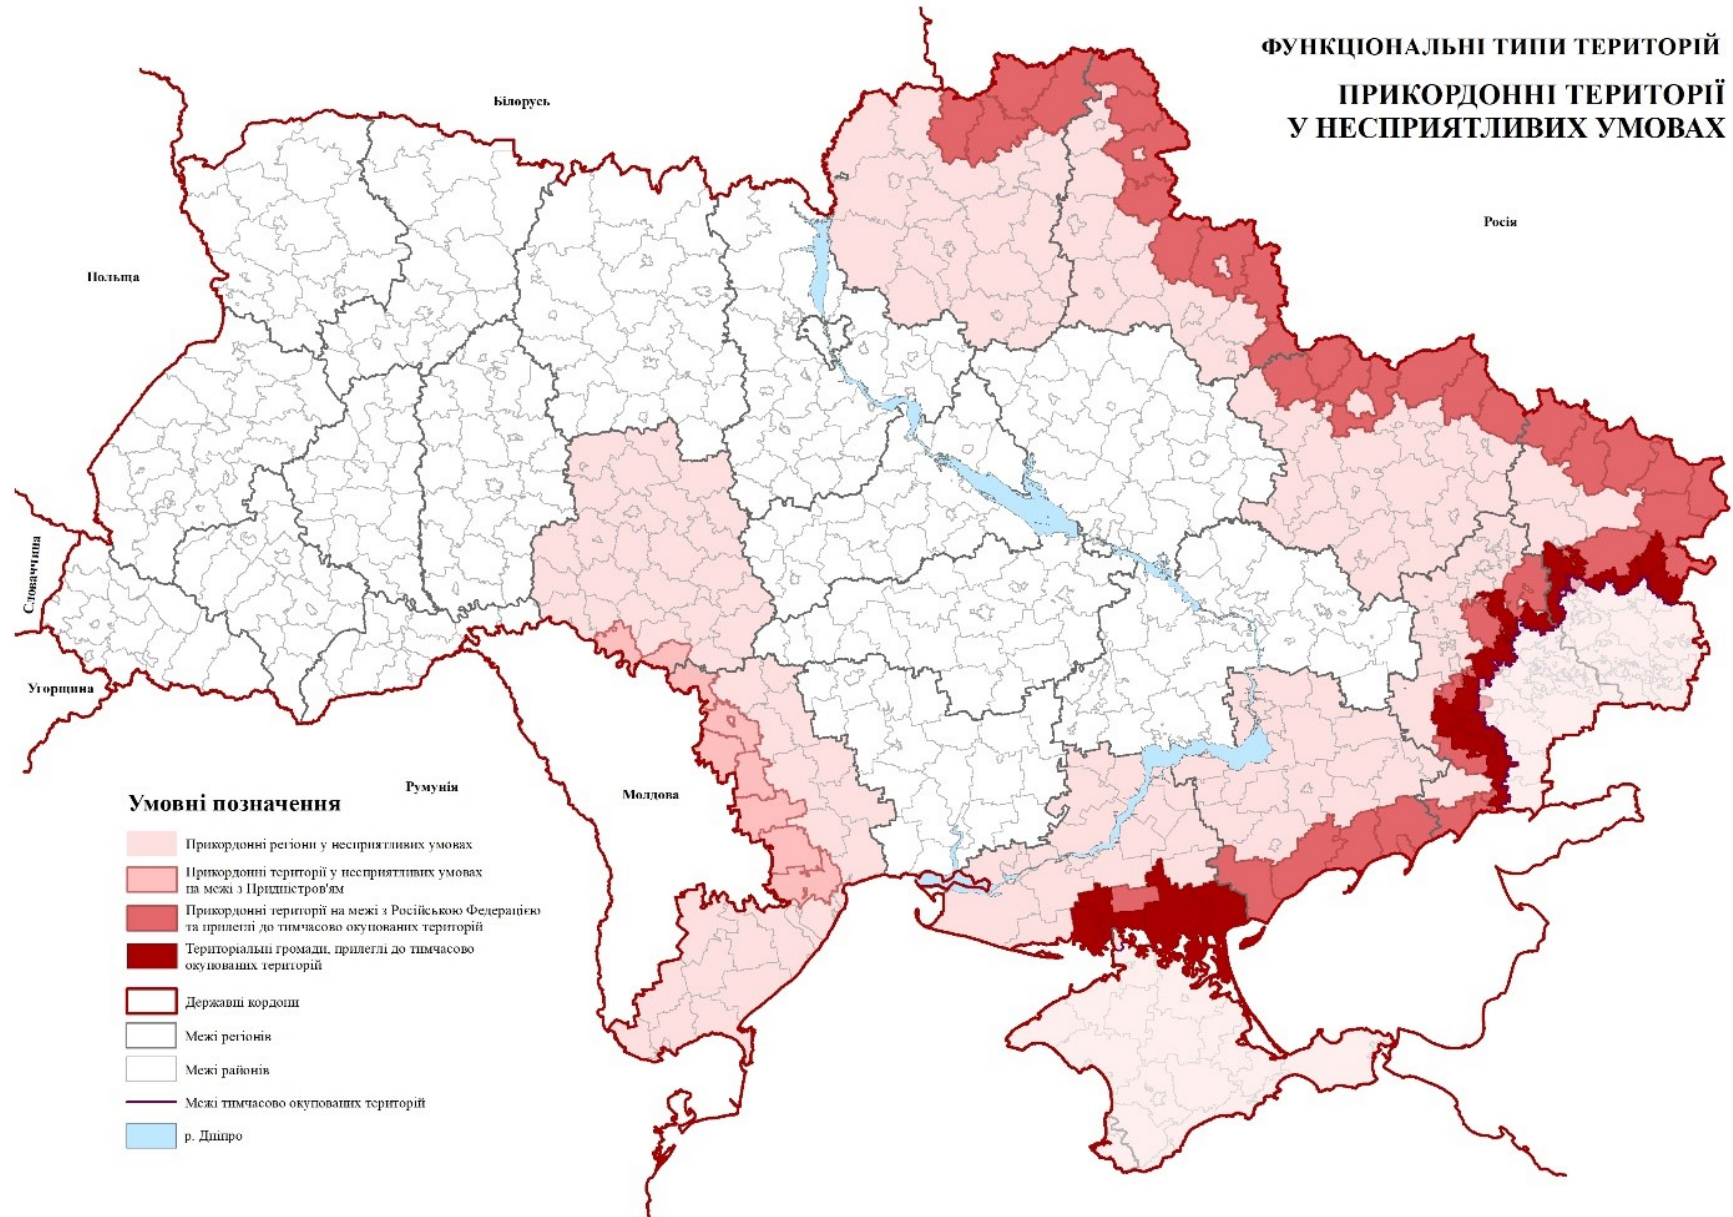 ФУНКЦІОНАЛЬНІ ТИПИ ТЕРИТОРІЙ
ПРИКОРДОННІ ТЕРИТОРІЇ
У НЕСПРИЯТЛИВИХ УМОВАХ
Білорусь
Росія
Польща
Словаччина
Угорщина
Румунія
Молдова
Умовні позначення
Прикордонні регіони у несприятливих умовах
Прикордонні території у несприятливих умовах
на межі з Придністров'ям
Прикордонні території на межі з Російською Федерацією
та прилеглі до тимчасово окупованих територій
Територіальні громади, прилеглі до тимчасово
окупованих територій
Державні кордони
Межі регіонів
Межі районів
Межі тимчасово окупованих територій
р. Дніпро